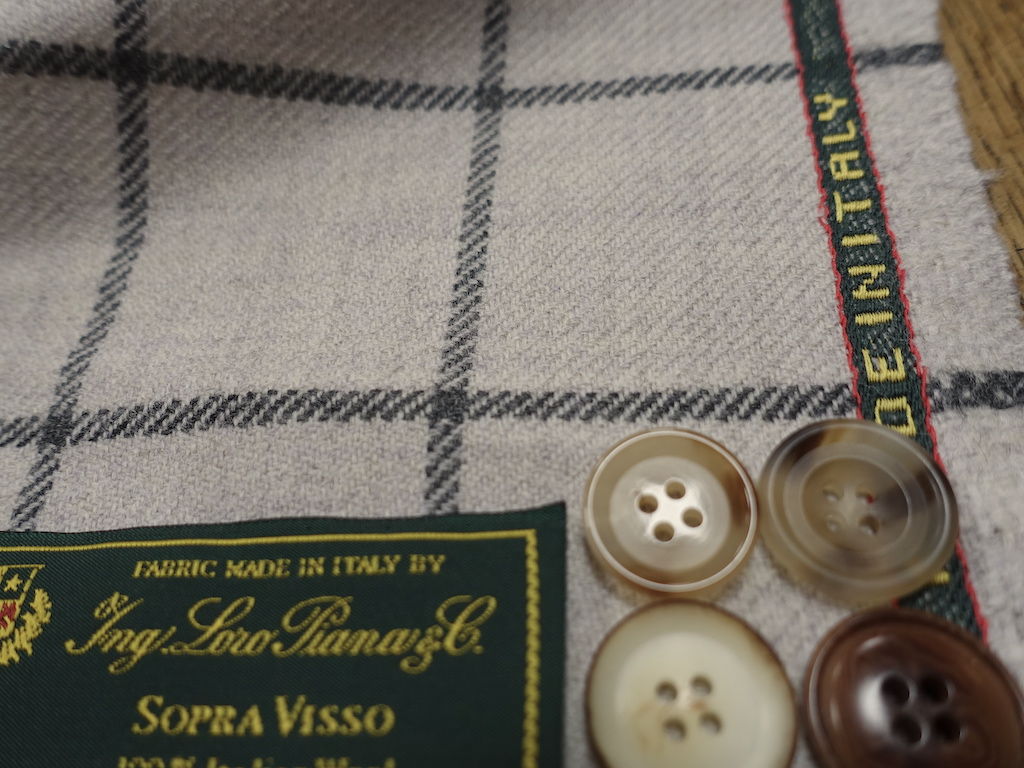 DE IN ITALY
FABRIC MADE IN ITALY BY
Ing. Loro Piana & C.
SOPRA VISSO